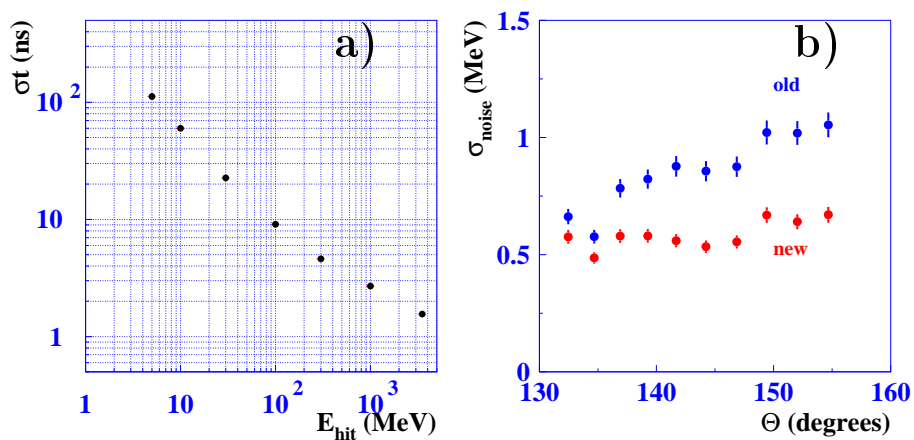 a)
σt (ns)
10²
10
1
1 10 10² 10³
E_hit (MeV)
b)
σ_noise (MeV)
1.5
1
0.5
0
old
new
130 140 150 160
Θ (degrees)